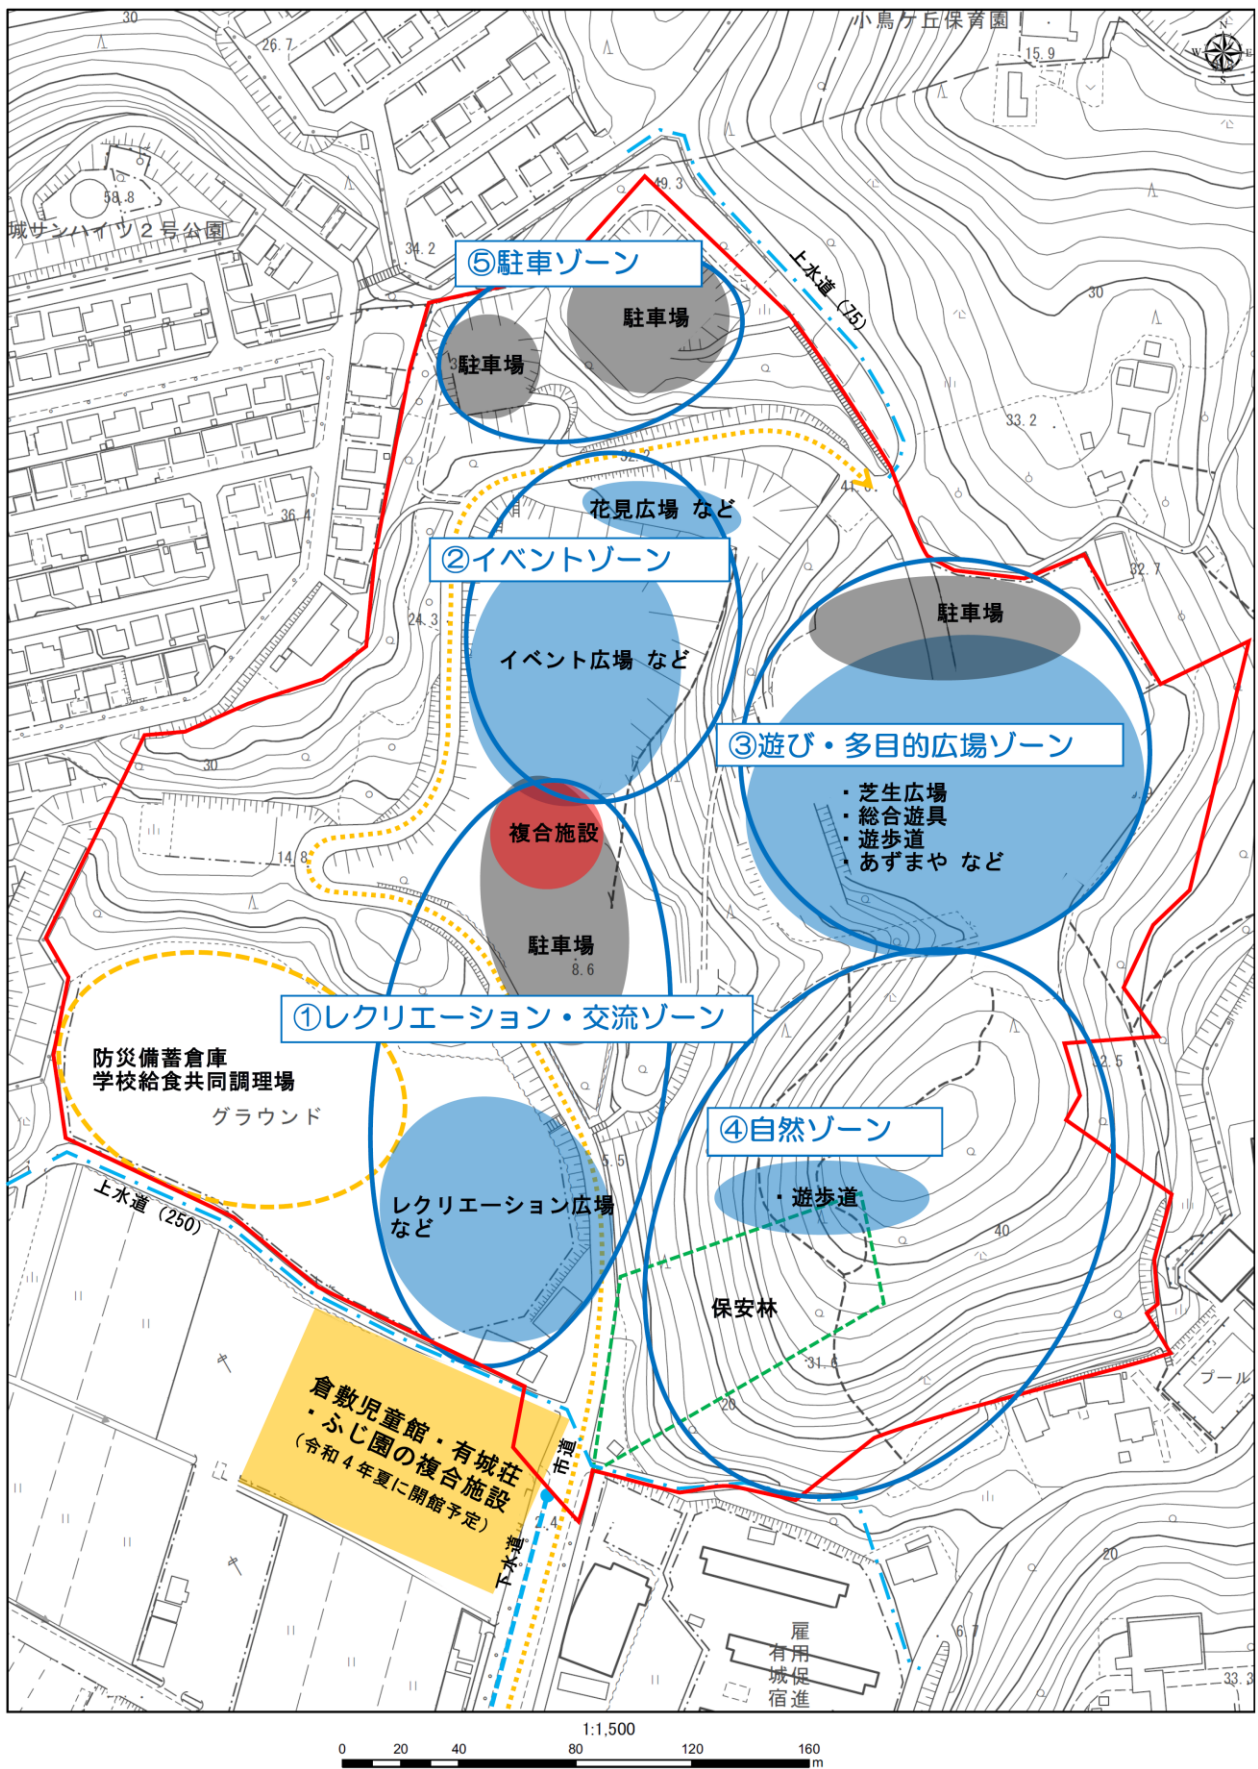 30
小鳥ケ丘保育園
N
W
E
S
26.7
15.9
58.8
49.3
城サンハイツ２号公園
34.2
⑤駐車ゾーン
上水道（75）
30
駐車場
駐車場
33.2
32.2
41.6
花見広場 など
36.4
②イベントゾーン
32.7
24.3
駐車場
イベント広場 など
③遊び・多目的広場ゾーン
30
・芝生広場
・総合遊具
・遊歩道
・あずまや など
複合施設
14.8
駐車場
8.6
①レクリエーション・交流ゾーン
防災備蓄倉庫
学校給食共同調理場
グラウンド
32.5
④自然ゾーン
5.5
上水道（250）
・遊歩道
レクリエーション広場
など
40
保安林
31.6
プール
20
倉敷児童館・有城荘
・ふじ園の複合施設
（令和４年夏に開館予定）
市道
2.4
下水道
20
6.7
雇用促進
有城宿
33.3
1:1,500
0 20 40 80 120 160
m